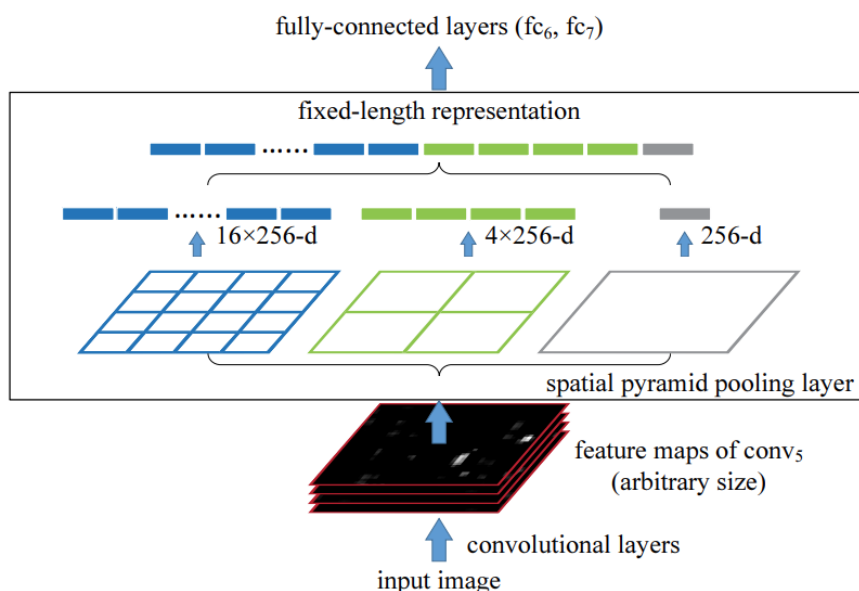 fully-connected layers (fc₆, fc₇)
fixed-length representation
......
......
16×256-d
4×256-d
256-d
spatial pyramid pooling layer
feature maps of conv₅
(arbitrary size)
convolutional layers
input image